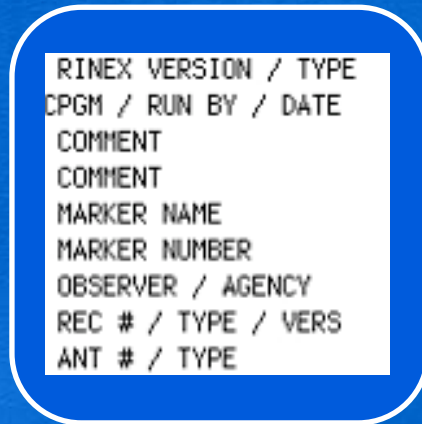 RINEX VERSION / TYPE
CPGM / RUN BY / DATE
COMMENT
COMMENT
MARKER NAME
MARKER NUMBER
OBSERVER / AGENCY
REC # / TYPE / VERS
ANT # / TYPE